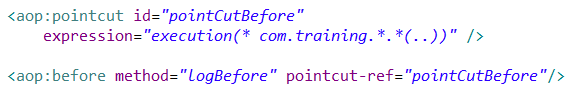 <aop:pointcut id="pointCutBefore"
expression="execution(* com.training.*.*(..))" />
<aop:before method="logBefore" pointcut-ref="pointCutBefore"/>